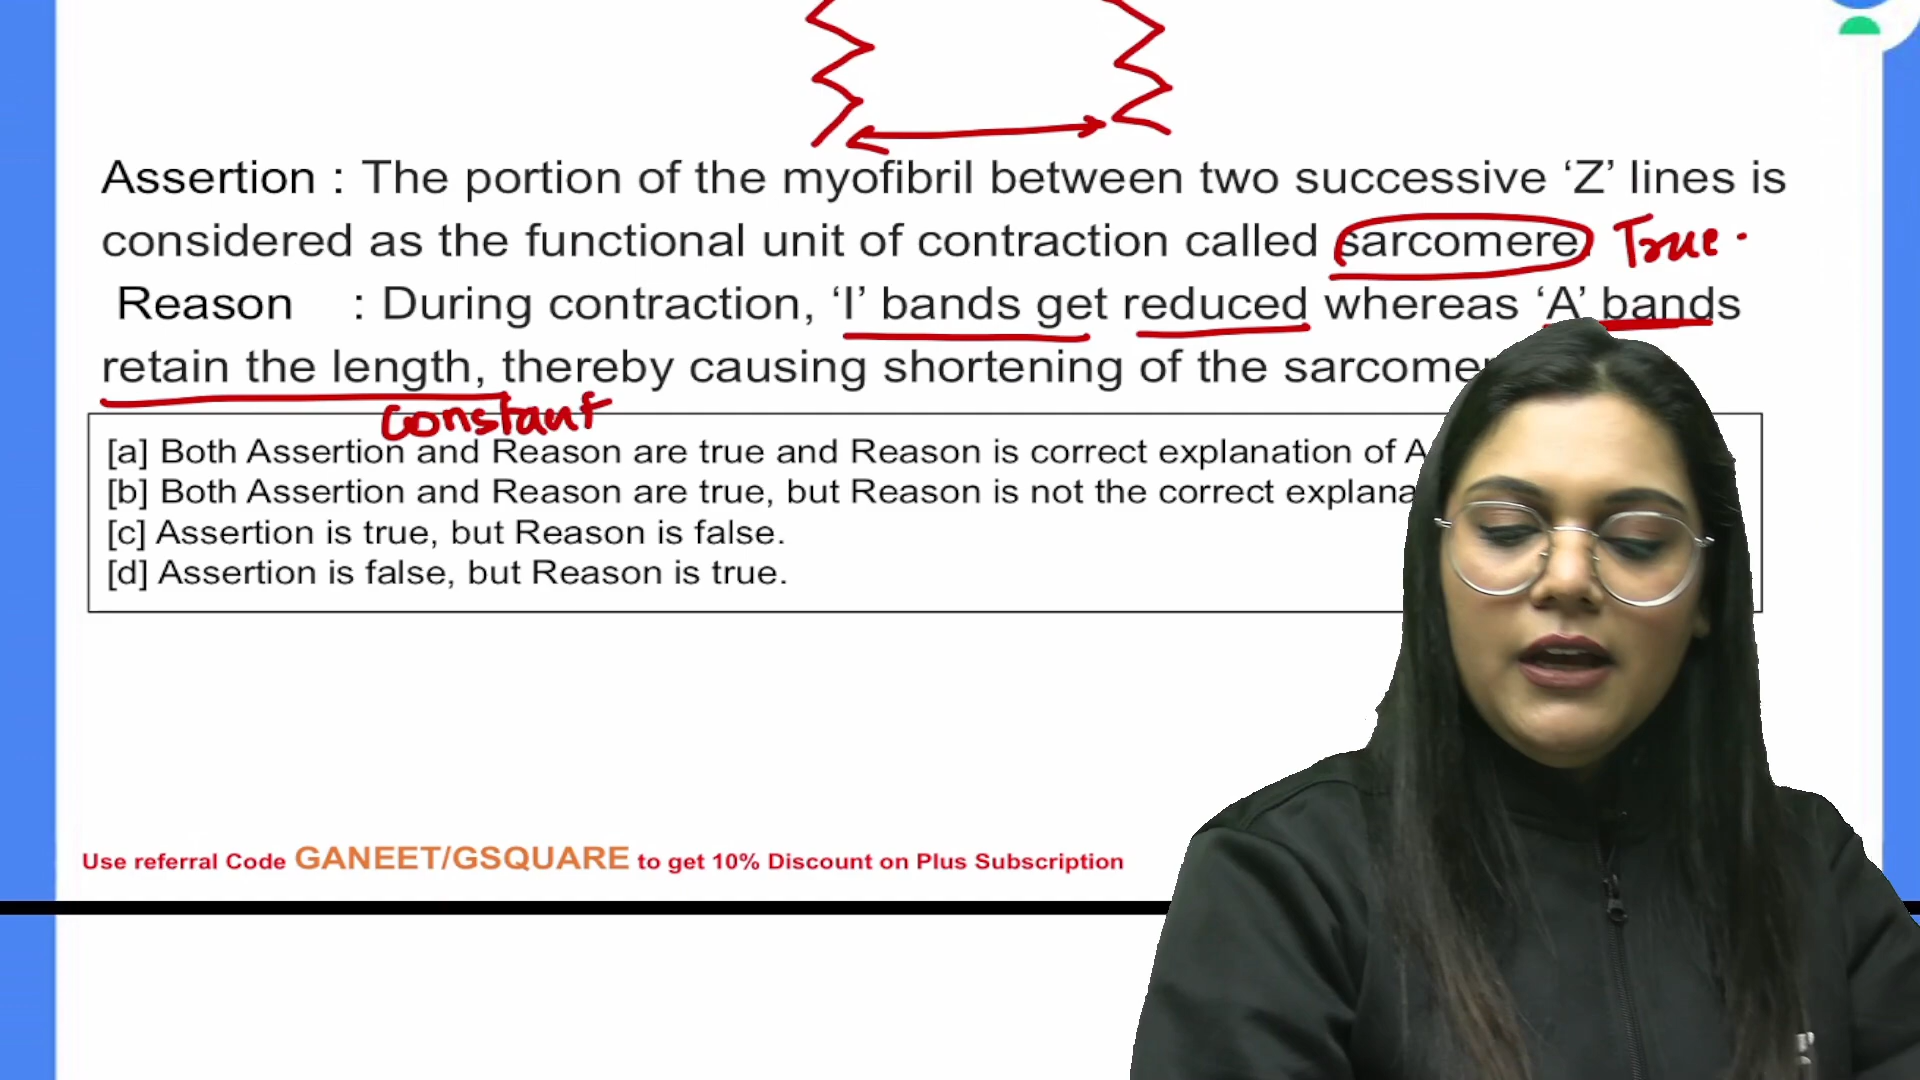 Assertion : The portion of the myofibril between two successive ‘Z’ lines is
considered as the functional unit of contraction called sarcomere. True.
Reason : During contraction, ‘I’ bands get reduced whereas ‘A’ bands
retain the length, thereby causing shortening of the
constant
[a] Both Assertion and Reason are true and Reason is correct explanation of
[b] Both Assertion and Reason are true, but Reason is not the correct
[c] Assertion is true, but Reason is false.
[d] Assertion is false, but Reason is true.
Use referral Code GANEET/GSQUARE to get 10% Discount on Plus Subscription